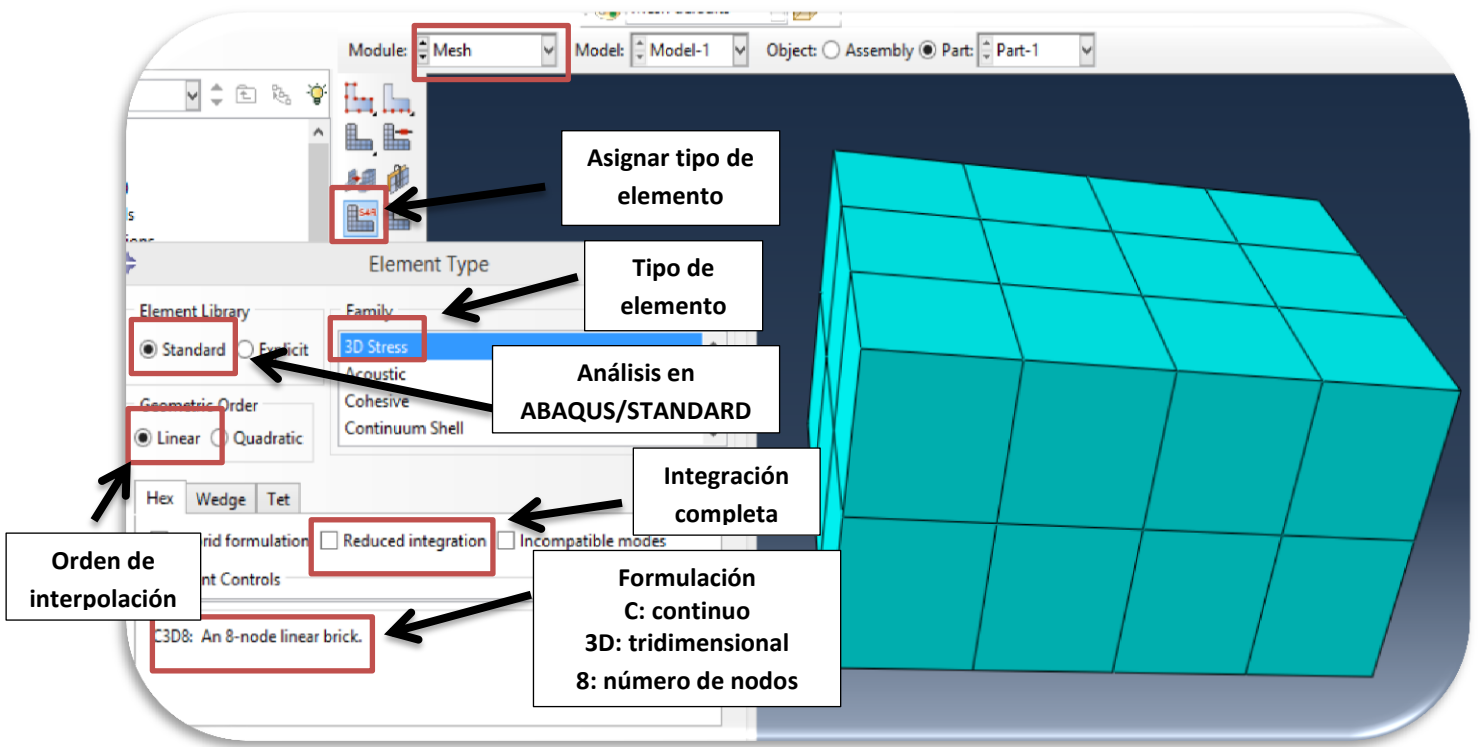 Module: Mesh Model: Model-1 Object: Assembly Part: Part-1
Asignar tipo de
elemento
S4R
Element Type
Tipo de
elemento
Element Library
Family
Standard Explicit
3D Stress
Acoustic
Cohesive
Continuum Shell
Análisis en
ABAQUS/STANDARD
Geometric Order
Linear Quadratic
Integración
completa
Hex Wedge Tet
formulation Reduced integration Incompatible modes
Orden de
interpolación
Controls
Formulación
C: continuo
3D: tridimensional
8: número de nodos
C3D8: An 8-node linear brick.